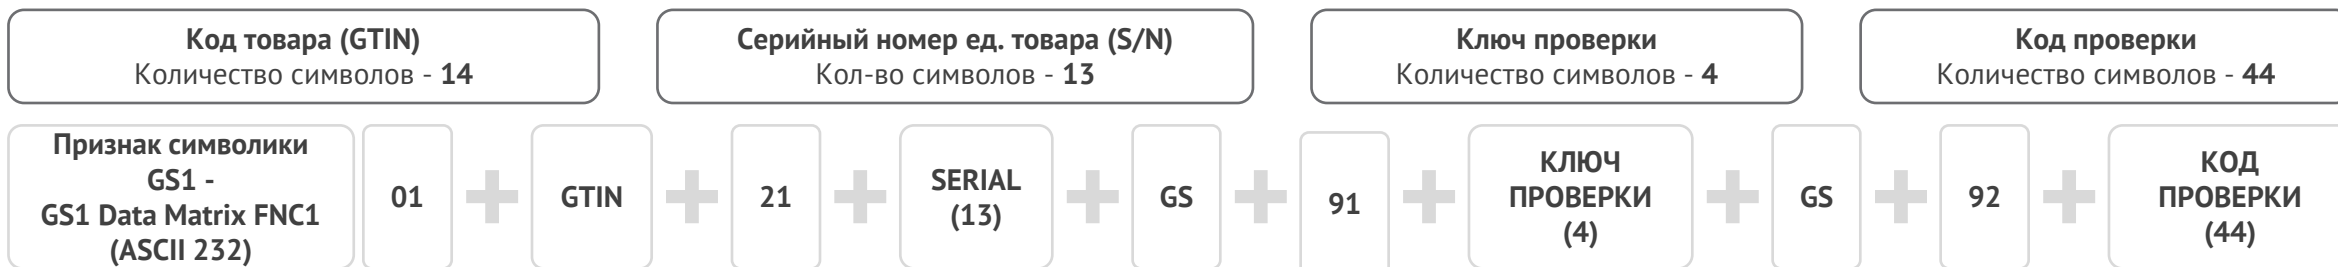 Код товара (GTIN)
Количество символов - 14
Серийный номер ед. товара (S/N)
Кол-во символов - 13
Ключ проверки
Количество символов - 4
Код проверки
Количество символов - 44
Признак символики
GS1 -
GS1 Data Matrix FNC1
(ASCII 232)
01
+
GTIN
+
21
+
SERIAL
(13)
+
GS
+
91
+
КЛЮЧ
ПРОВЕРКИ
(4)
+
GS
+
92
+
КОД
ПРОВЕРКИ
(44)